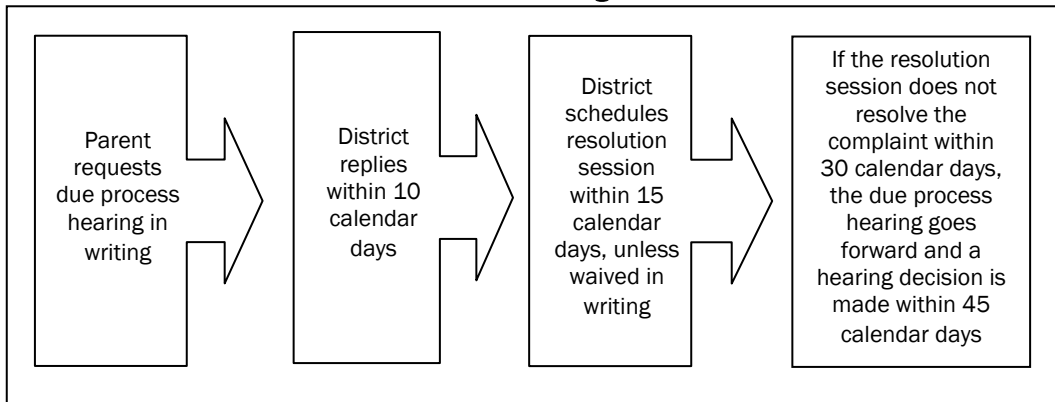 Parent
requests
due process
hearing in
writing
District
replies
within 10
calendar
days
District
schedules
resolution
session
within 15
calendar
days, unless
waived in
writing
If the resolution
session does not
resolve the
complaint within
30 calendar days,
the due process
hearing goes
forward and a
hearing decision is
made within 45
calendar days